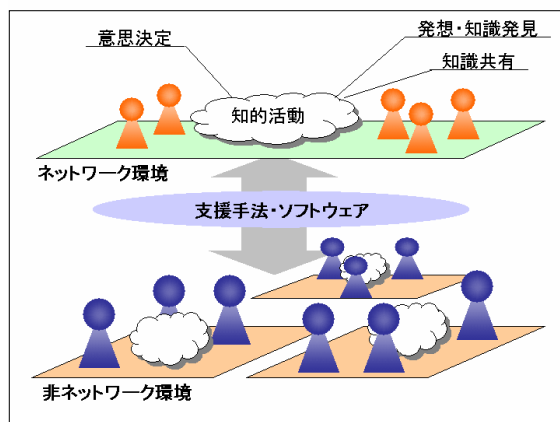 意思決定
発想・知識発見
知識共有
知的活動
ネットワーク環境
支援手法・ソフトウェア
非ネットワーク環境